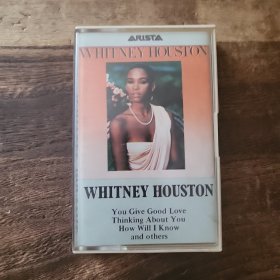 ARISTA
WHITNEY HOUSTON
WHITNEY HOUSTON
You Give Good Love
Thinking About You
How Will I Know
and others